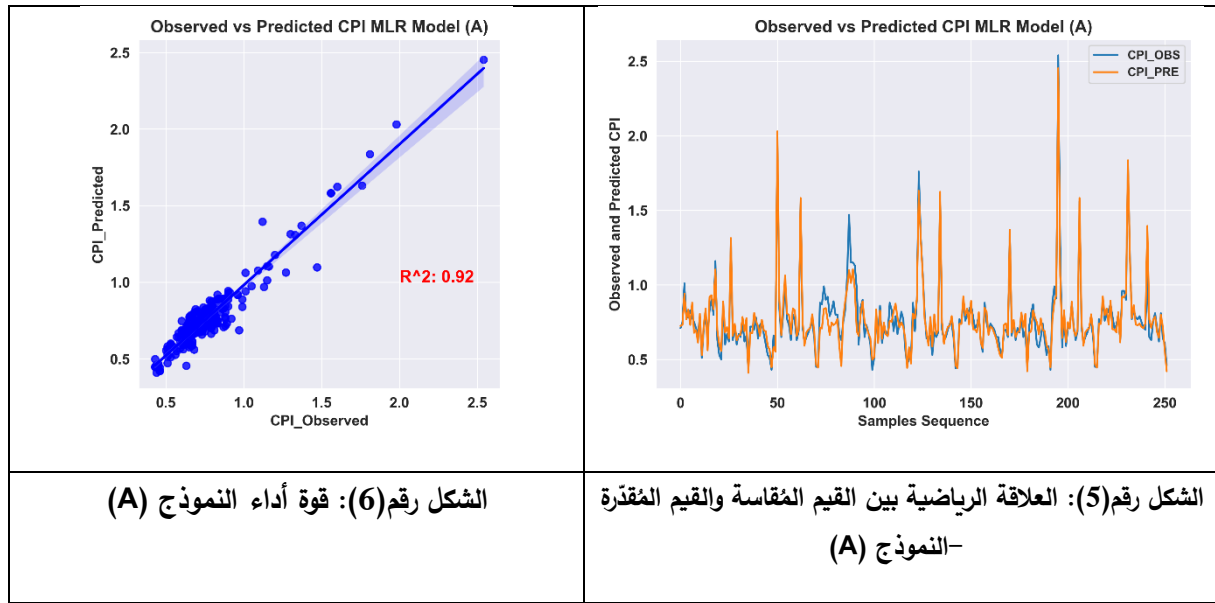 Observed vs Predicted CPI MLR Model (A)
CPI_Predicted
2.5
2.0
1.5
1.0
0.5
R^2: 0.92
0.5 1.0 1.5 2.0 2.5
CPI_Observed
Observed vs Predicted CPI MLR Model (A)
CPI_OBS
CPI_PRE
Observed and Predicted CPI
2.5
2.0
1.5
1.0
0.5
0 50 100 150 200 250
Samples Sequence
الشكل رقم(5): العلاقة الرياضية بين القيم المُقاسة والقيم المُقدّرة
-النموذج (A)
الشكل رقم(6): قوة أداء النموذج (A)